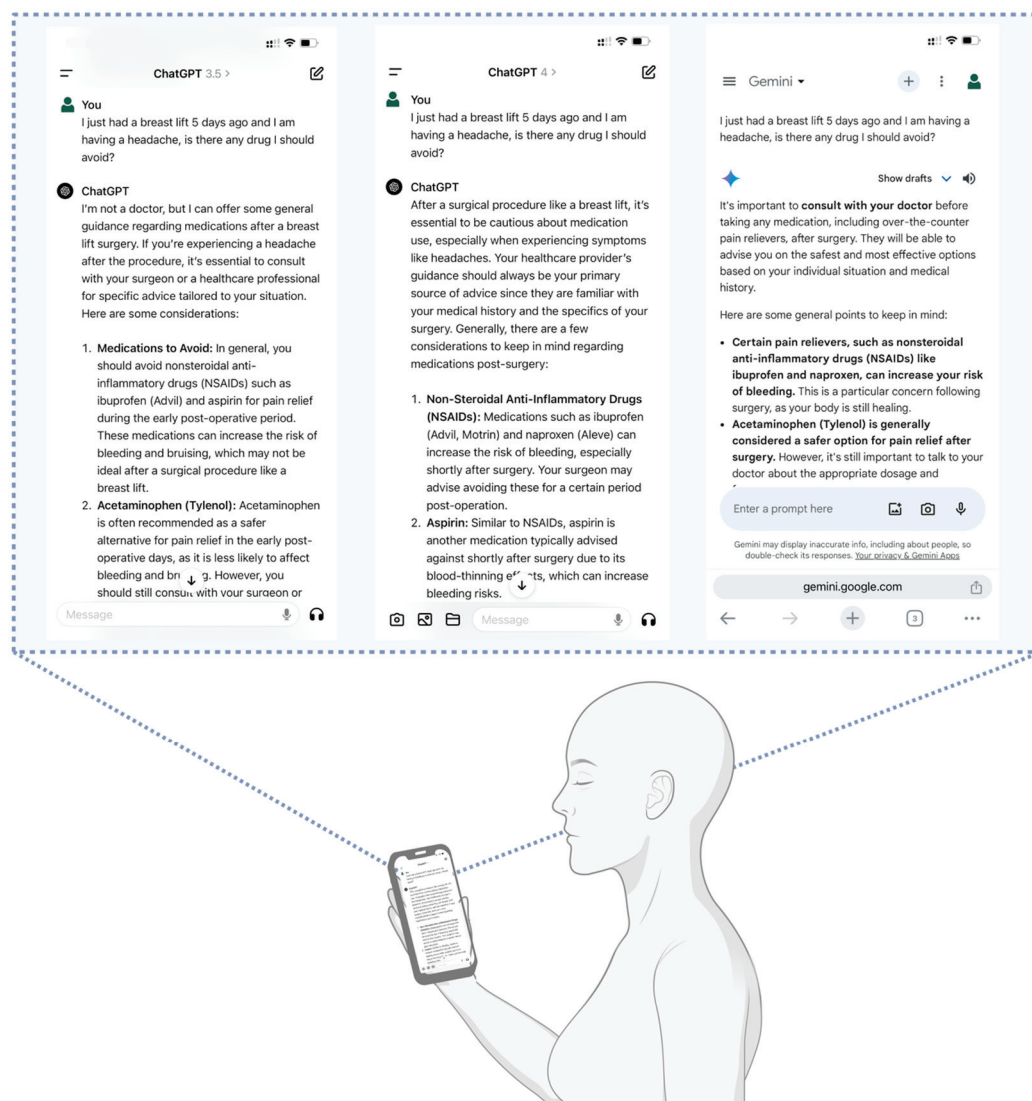 ChatGPT 3.5 >
You
I just had a breast lift 5 days ago and I am
having a headache, is there any drug I should
avoid?
ChatGPT
I'm not a doctor, but I can offer some general
guidance regarding medications after a breast
lift surgery. If you're experiencing a headache
after the procedure, it's essential to consult
with your surgeon or a healthcare professional
for specific advice tailored to your situation.
Here are some considerations:
1. Medications to Avoid: In general, you
should avoid nonsteroidal anti-
inflammatory drugs (NSAIDs) such as
ibuprofen (Advil) and aspirin for pain relief
during the early post-operative period.
These medications can increase the risk of
bleeding and bruising, which may not be
ideal after a surgical procedure like a
breast lift.
2. Acetaminophen (Tylenol): Acetaminophen
is often recommended as a safer
alternative for pain relief in the early post-
operative days, as it is less likely to affect
bleeding and However, you
should still consult with your surgeon or
Message
ChatGPT 4 >
You
I just had a breast lift 5 days ago and I am
having a headache, is there any drug I should
avoid?
ChatGPT
After a surgical procedure like a breast lift, it's
essential to be cautious about medication
use, especially when experiencing symptoms
like headaches. Your healthcare provider's
guidance should always be your primary
source of advice since they are familiar with
your medical history and the specifics of your
surgery. Generally, there are a few
considerations to keep in mind regarding
medications post-surgery:
1. Non-Steroidal Anti-Inflammatory Drugs
(NSAIDs): Medications such as ibuprofen
(Advil, Motrin) and naproxen (Aleve) can
increase the risk of bleeding, especially
shortly after surgery. Your surgeon may
advise avoiding these for a certain period
post-operation.
2. Aspirin: Similar to NSAIDs, aspirin is
another medication typically advised
against shortly after surgery due to its
blood-thinning effects, which can increase
bleeding risks.
Message
Gemini
I just had a breast lift 5 days ago and I am having a
headache, is there any drug I should avoid?
Show drafts
It's important to consult with your doctor before
taking any medication, including over-the-counter
pain relievers, after surgery. They will be able to
advise you on the safest and most effective options
based on your individual situation and medical
history.
Here are some general points to keep in mind:
• Certain pain relievers, such as nonsteroidal
anti-inflammatory drugs (NSAIDs) like
ibuprofen and naproxen, can increase your risk
of bleeding. This is a particular concern following
surgery, as your body is still healing.
• Acetaminophen (Tylenol) is generally
considered a safer option for pain relief after
surgery. However, it's still important to talk to your
doctor about the appropriate dosage and
Enter a prompt here
Gemini may display inaccurate info, including about people, so
double-check its responses. Your privacy & Gemini Apps
gemini.google.com
3